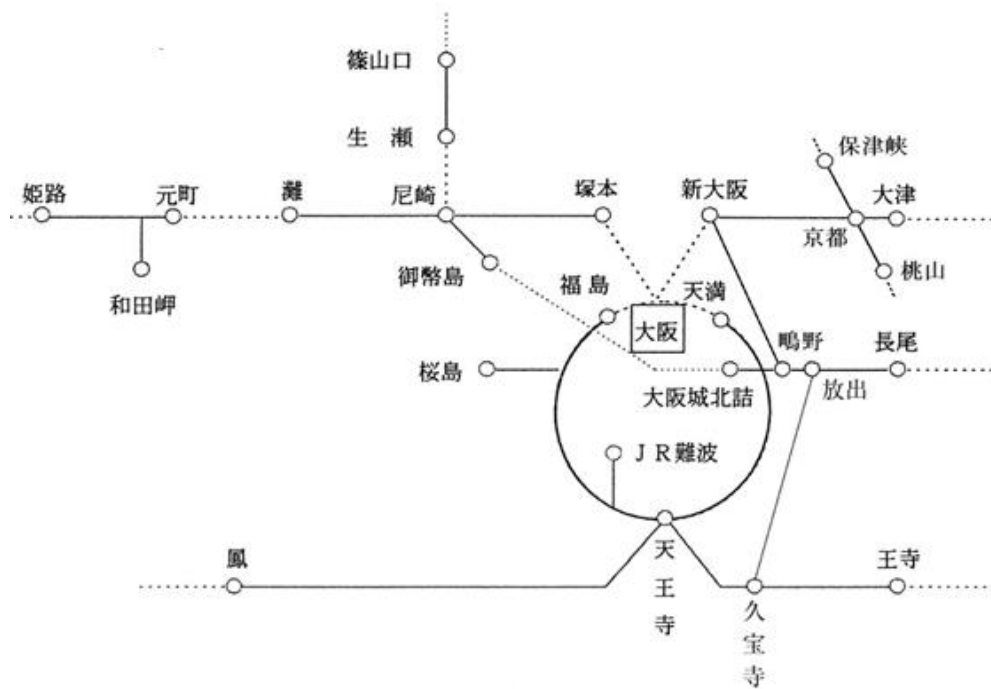 篠山口
生 瀬
保津峡
姫路
元町
灘
尼崎
塚本
新大阪
大津
京都
和田岬
御幣島
福島
天満
桃山
大阪
鴫野
長尾
桜島
大阪城北詰
放出
JR難波
鳳
天王寺
久宝寺
王寺